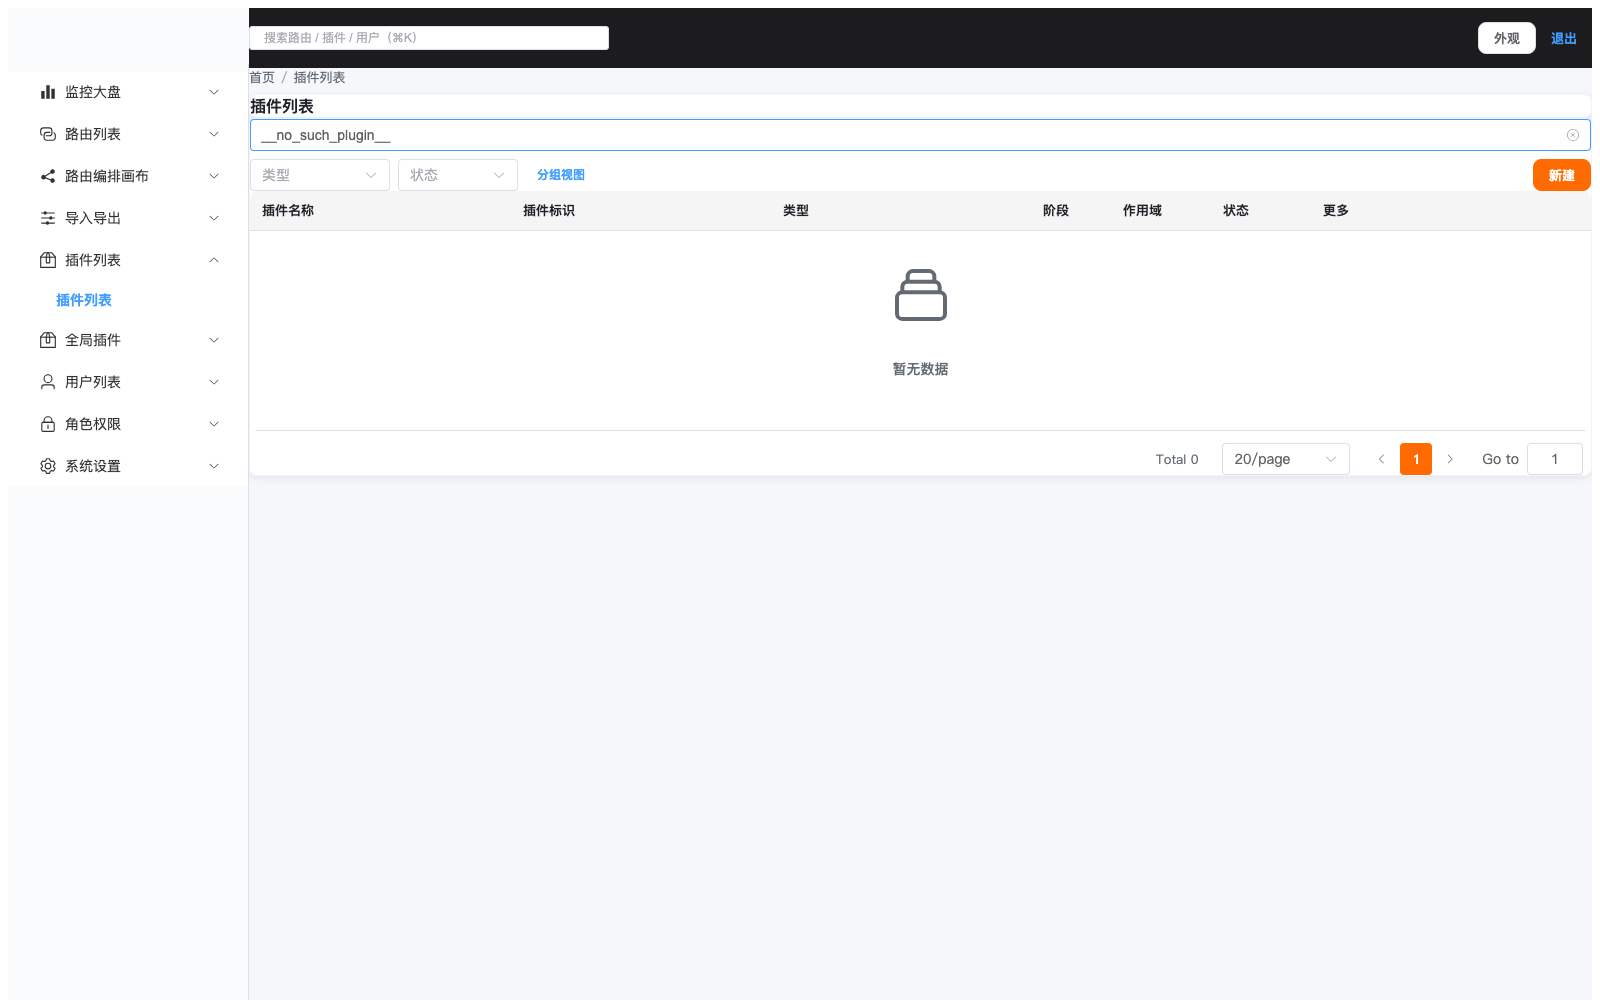 搜索路由 / 插件 / 用户（⌘K）
外观
退出
监控大盘
路由列表
路由编排画布
导入导出
插件列表
插件列表
全局插件
用户列表
角色权限
系统设置
首页 / 插件列表
插件列表
__no_such_plugin__
类型
状态
分组视图
新建
插件名称 插件标识 类型 阶段 作用域 状态 更多
暂无数据
Total 0 20/page 1 Go to 1